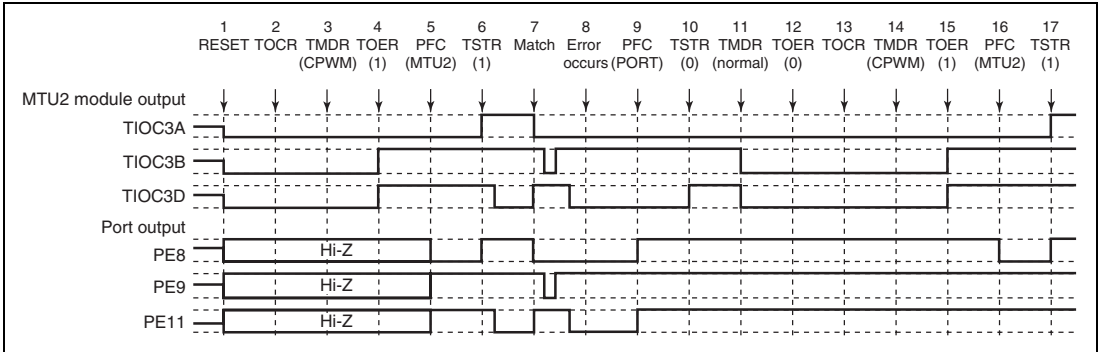 1 2 3 4 5 6 7 8 9 10 11 12 13 14 15 16 17
RESET TOCR TMDR TOER PFC TSTR Match Error PFC TSTR TMDR TOER TOCR TMDR TOER PFC TSTR
(CPWM) (1) (MTU2) (1) occurs (PORT) (0) (normal) (0) (CPWM) (1) (MTU2) (1)
MTU2 module output
TIOC3A
TIOC3B
TIOC3D
Port output
PE8 Hi-Z
PE9 Hi-Z
PE11 Hi-Z